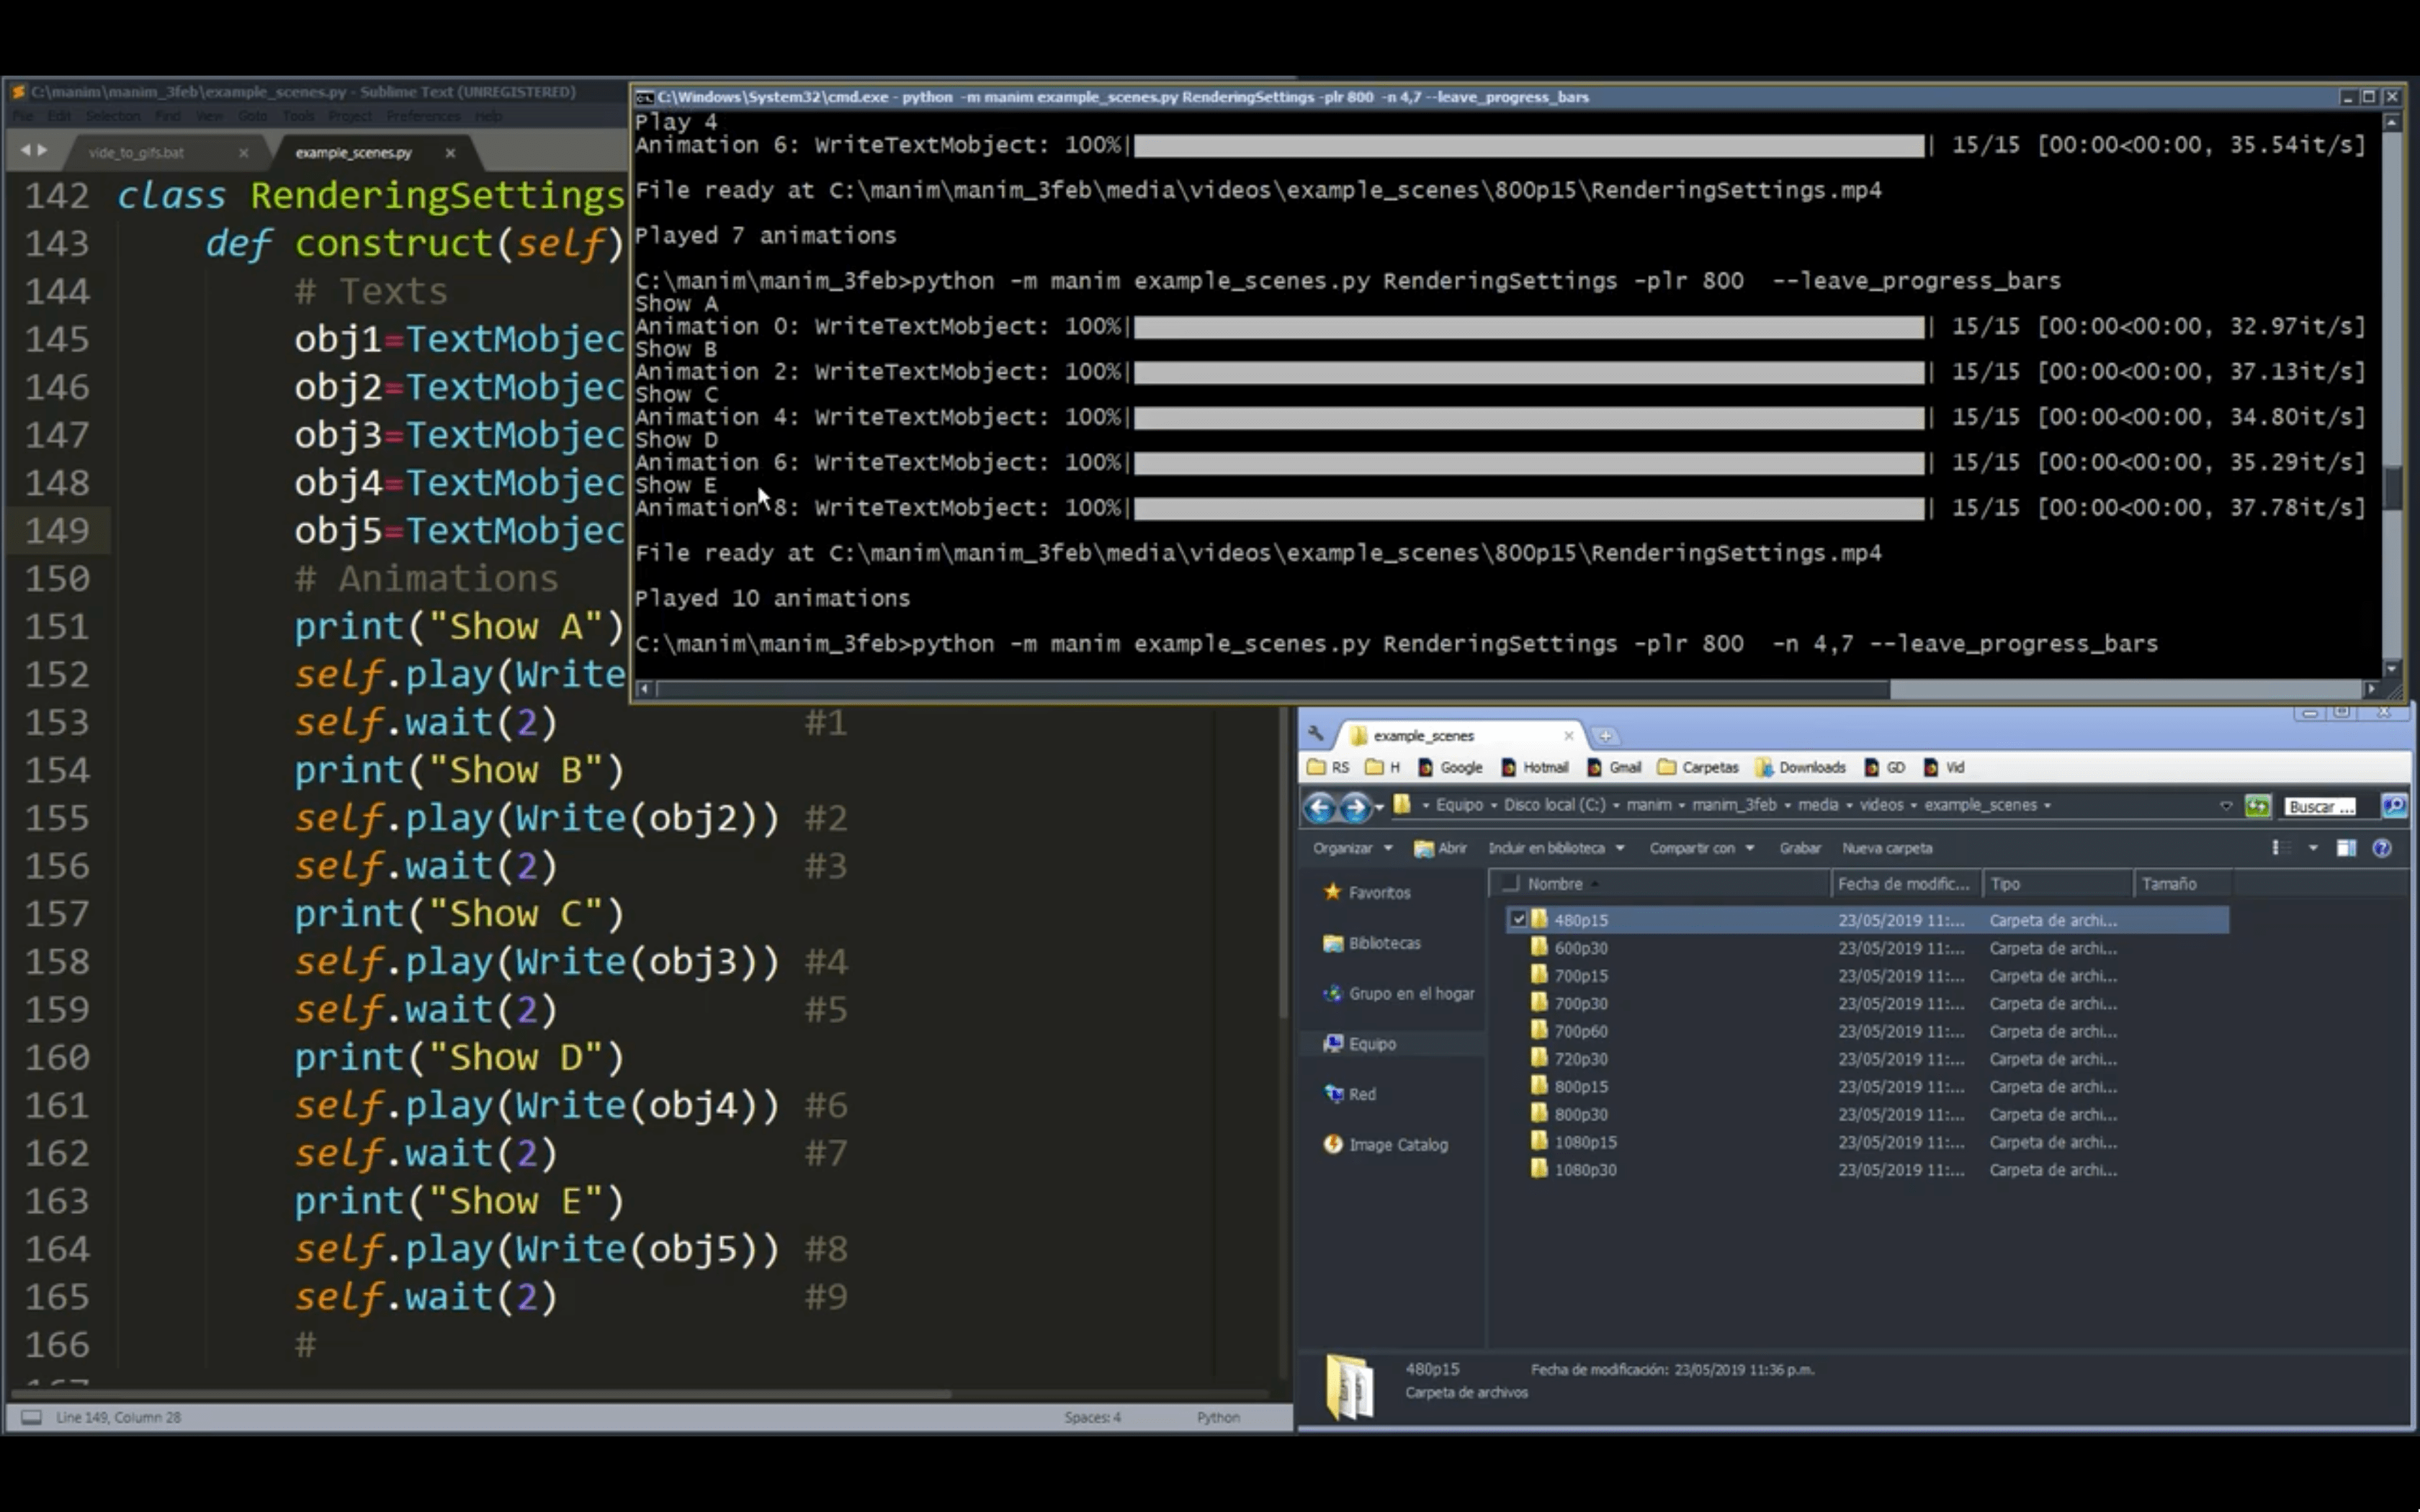 C:\manim\manim_3feb\example_scenes.py - Sublime Text (UNREGISTERED)
File Edit Selection Find View Goto Tools Project Preferences Help
vide_to_gifs.bat
example_scenes.py
142 class RenderingSettings
143 def construct(self)
144 # Texts
145 obj1=TextMobjec
146 obj2=TextMobjec
147 obj3=TextMobjec
148 obj4=TextMobjec
149 obj5=TextMobjec
150 # Animations
151 print("Show A")
152 self.play(Write
153 self.wait(2) #1
154 print("Show B")
155 self.play(Write(obj2)) #2
156 self.wait(2) #3
157 print("Show C")
158 self.play(Write(obj3)) #4
159 self.wait(2) #5
160 print("Show D")
161 self.play(Write(obj4)) #6
162 self.wait(2) #7
163 print("Show E")
164 self.play(Write(obj5)) #8
165 self.wait(2) #9
166 #
Line 149, Column 28
Spaces: 4
Python
C:\Windows\System32\cmd.exe - python -m manim example_scenes.py RenderingSettings -plr 800 -n 4,7 --leave_progress_bars
Play 4
Animation 6: WriteTextMobject: 100%| | 15/15 [00:00<00:00, 35.54it/s]
File ready at C:\manim\manim_3feb\media\videos\example_scenes\800p15\RenderingSettings.mp4
Played 7 animations
C:\manim\manim_3feb>python -m manim example_scenes.py RenderingSettings -plr 800 --leave_progress_bars
Show A
Animation 0: WriteTextMobject: 100%| | 15/15 [00:00<00:00, 32.97it/s]
Show B
Animation 2: WriteTextMobject: 100%| | 15/15 [00:00<00:00, 37.13it/s]
Show C
Animation 4: WriteTextMobject: 100%| | 15/15 [00:00<00:00, 34.80it/s]
Show D
Animation 6: WriteTextMobject: 100%| | 15/15 [00:00<00:00, 35.29it/s]
Show E
Animation 8: WriteTextMobject: 100%| | 15/15 [00:00<00:00, 37.78it/s]
File ready at C:\manim\manim_3feb\media\videos\example_scenes\800p15\RenderingSettings.mp4
Played 10 animations
C:\manim\manim_3feb>python -m manim example_scenes.py RenderingSettings -plr 800 -n 4,7 --leave_progress_bars
example_scenes
RS H Google Hotmail Gmail Carpetas Downloads GD Vid
Equipo Disco local (C:) manim manim_3feb media videos example_scenes
Buscar ...
Organizar Abrir Incluir en biblioteca Compartir con Grabar Nueva carpeta
Favoritos
Bibliotecas
Grupo en el hogar
Equipo
Red
Image Catalog
Nombre Fecha de modific... Tipo Tamaño
480p15 23/05/2019 11:... Carpeta de archi...
600p30 23/05/2019 11:... Carpeta de archi...
700p15 23/05/2019 11:... Carpeta de archi...
700p30 23/05/2019 11:... Carpeta de archi...
700p60 23/05/2019 11:... Carpeta de archi...
720p30 23/05/2019 11:... Carpeta de archi...
800p15 23/05/2019 11:... Carpeta de archi...
800p30 23/05/2019 11:... Carpeta de archi...
1080p15 23/05/2019 11:... Carpeta de archi...
1080p30 23/05/2019 11:... Carpeta de archi...
480p15 Fecha de modificación: 23/05/2019 11:36 p.m.
Carpeta de archivos